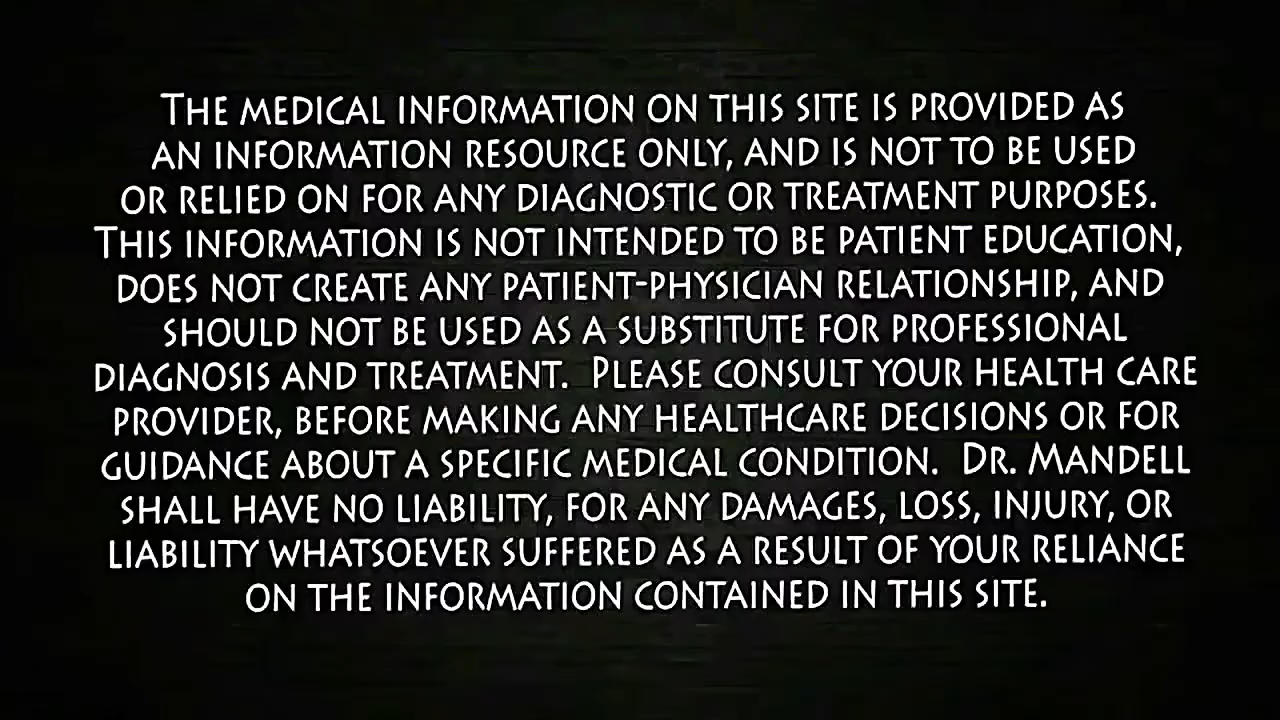 The medical information on this site is provided as
an information resource only, and is not to be used
or relied on for any diagnostic or treatment purposes.
This information is not intended to be patient education,
does not create any patient-physician relationship, and
should not be used as a substitute for professional
diagnosis and treatment.  Please consult your health care
provider, before making any healthcare decisions or for
guidance about a specific medical condition.  Dr. Mandell
shall have no liability, for any damages, loss, injury, or
liability whatsoever suffered as a result of your reliance
on the information contained in this site.